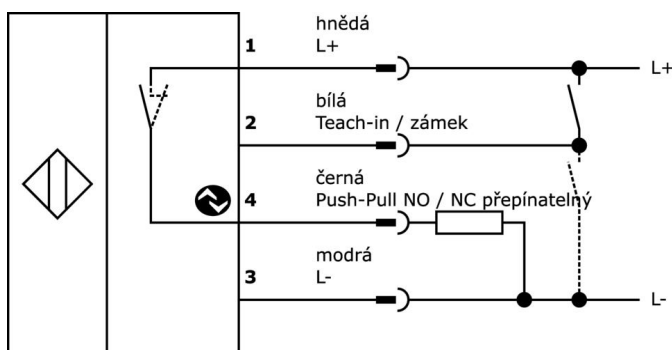 hnědá
1 L+
L+
bílá
2 Teach-in / zámek
černá
4 Push-Pull NO / NC přepínatelný
modrá
3 L-
L-